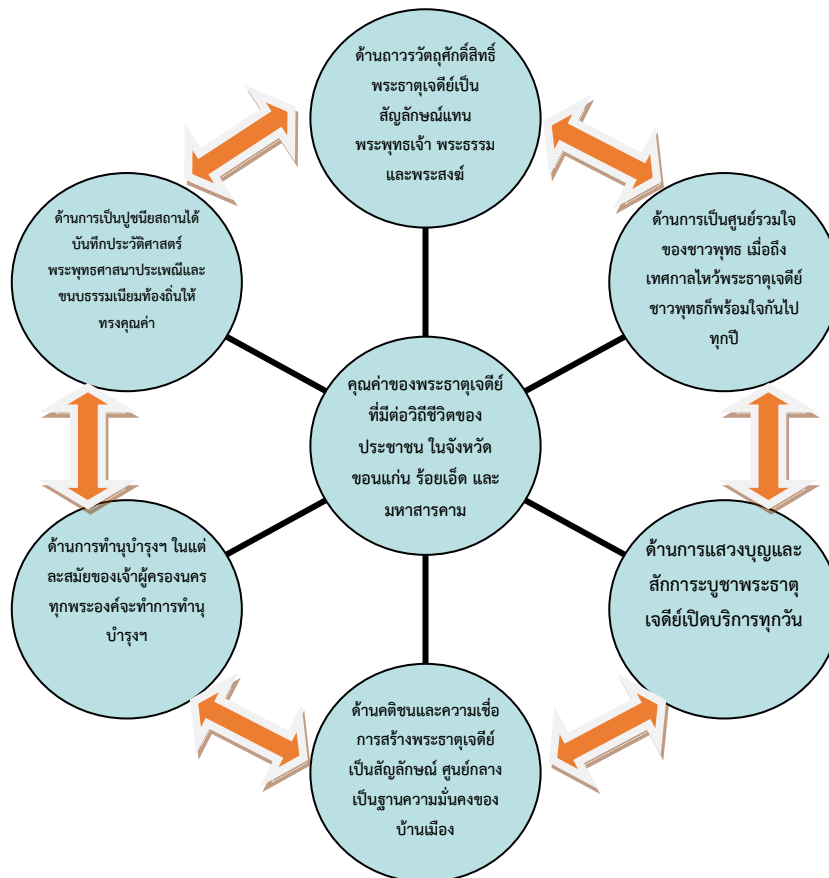 ด้านถาวรวัตถุศักดิ์สิทธิ์
พระธาตุเจดีย์เป็น
สัญลักษณ์แทน
พระพุทธเจ้า พระธรรม
และพระสงฆ์
ด้านการเป็นปูชนียสถานได้
บันทึกประวัติศาสตร์
พระพุทธศาสนาประเพณีและ
ขนบธรรมเนียมท้องถิ่นให้
ทรงคุณค่า
ด้านการเป็นศูนย์รวมใจ
ของชาวพุทธ เมื่อถึง
เทศกาลไหว้พระธาตุเจดีย์
ชาวพุทธก็พร้อมใจกันไป
ทุกปี
คุณค่าของพระธาตุเจดีย์
ที่มีต่อวิถีชีวิตของ
ประชาชน ในจังหวัด
ขอนแก่น ร้อยเอ็ด และ
มหาสารคาม
ด้านการทำนุบำรุงฯ ในแต่
ละสมัยของเจ้าผู้ครองนคร
ทุกพระองค์จะทำการทำนุ
บำรุงฯ
ด้านการแสวงบุญและ
สักการะบูชาพระธาตุ
เจดีย์เปิดบริการทุกวัน
ด้านคติชนและความเชื่อ
การสร้างพระธาตุเจดีย์
เป็นสัญลักษณ์ ศูนย์กลาง
เป็นฐานความมั่นคงของ
บ้านเมือง